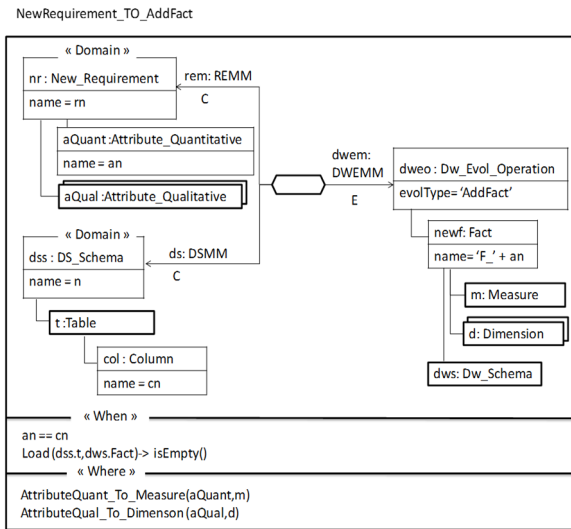 NewRequirement_TO_AddFact
« Domain »
nr : New_Requirement
name = rn
aQuant :Attribute_Quantitative
name = an
aQual :Attribute_Qualitative
rem: REMM
C
dwem:
DWEMM
E
dweo : Dw_Evol_Operation
evolType= ‘AddFact’
newf: Fact
name= ‘F_’ + an
m: Measure
d: Dimension
dws: Dw_Schema
« Domain »
dss : DS_Schema
name = n
ds: DSMM
C
t :Table
col : Column
name = cn
« When »
an == cn
Load (dss.t,dws.Fact)-> isEmpty()
« Where »
AttributeQuant_To_Measure(aQuant,m)
AttributeQual_To_Dimenson (aQual,d)